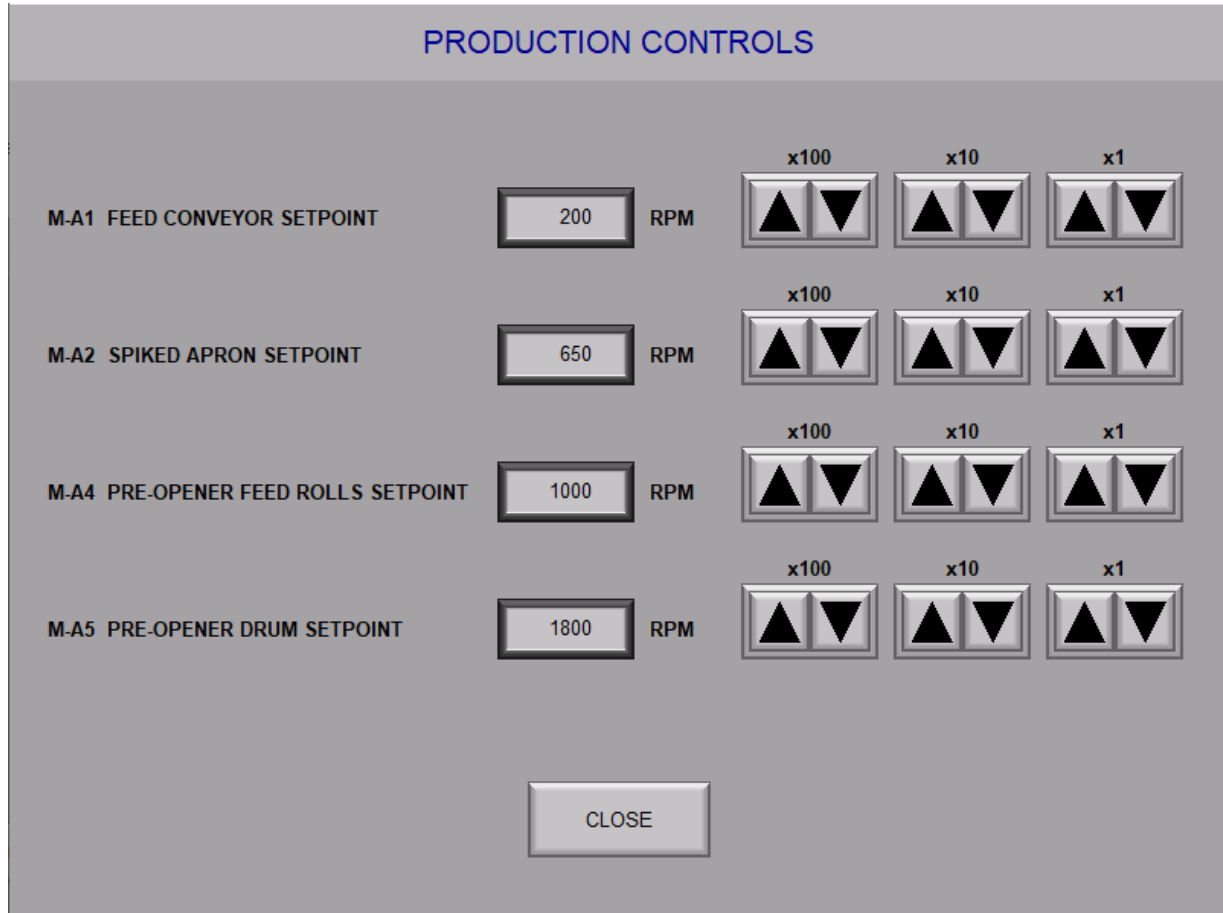 PRODUCTION CONTROLS
x100 x10 x1
M-A1 FEED CONVEYOR SETPOINT 200 RPM
x100 x10 x1
M-A2 SPIKED APRON SETPOINT 650 RPM
x100 x10 x1
M-A4 PRE-OPENER FEED ROLLS SETPOINT 1000 RPM
x100 x10 x1
M-A5 PRE-OPENER DRUM SETPOINT 1800 RPM
CLOSE